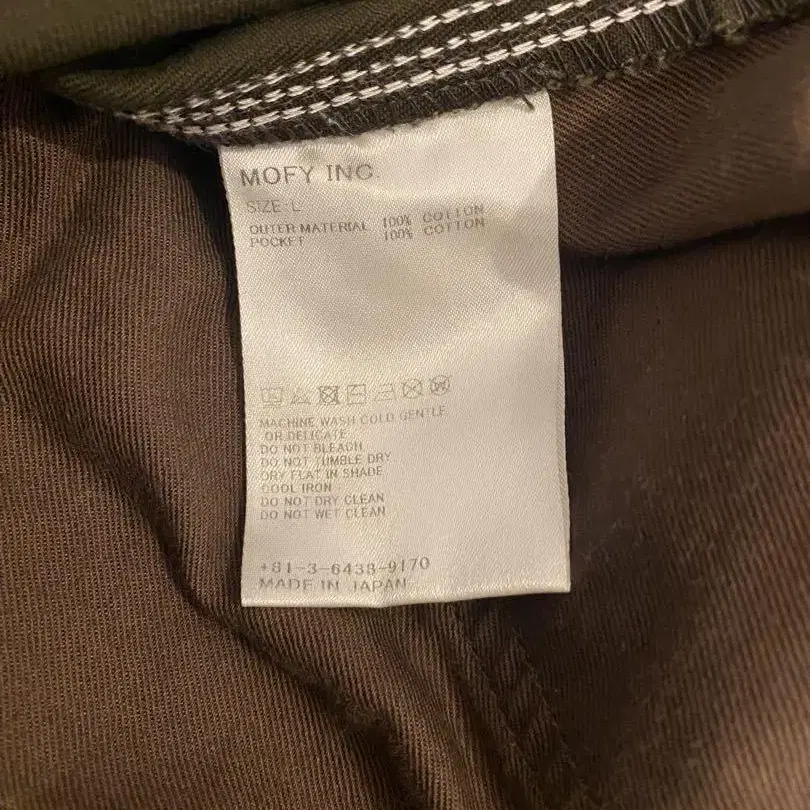 MOFY INC.
SIZE-L
OUTER MATERIAL 100% COTTON
POCKET 100% COTTON
MACHINE WASH COLD GENTLE
OR DELICATE
DO NOT BLEACH
DO NOT TUMBLE DRY
DRY FLAT IN SHADE
COOL IRON
DO NOT DRY CLEAN
DO NOT WET CLEAN
+81-3-6438-9170
MADE IN JAPAN